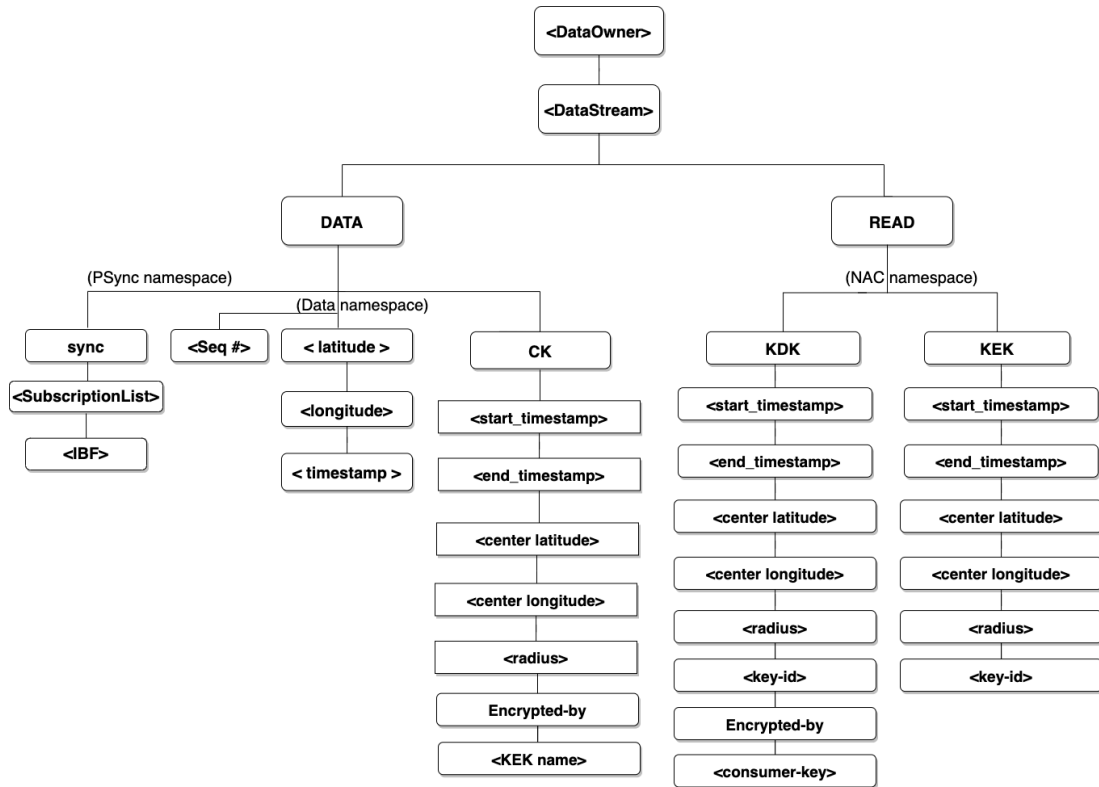 <DataOwner>
<DataStream>
DATA
READ
(PSync namespace)
(NAC namespace)
(Data namespace)
sync
<Seq #>
< latitude >
CK
KDK
KEK
<SubscriptionList>
<longitude>
<start_timestamp>
<start_timestamp>
<start_timestamp>
<IBF>
< timestamp >
<end_timestamp>
<end_timestamp>
<end_timestamp>
<center latitude>
<center latitude>
<center latitude>
<center longitude>
<center longitude>
<center longitude>
<radius>
<radius>
<radius>
Encrypted-by
<key-id>
<key-id>
<KEK name>
Encrypted-by
<consumer-key>